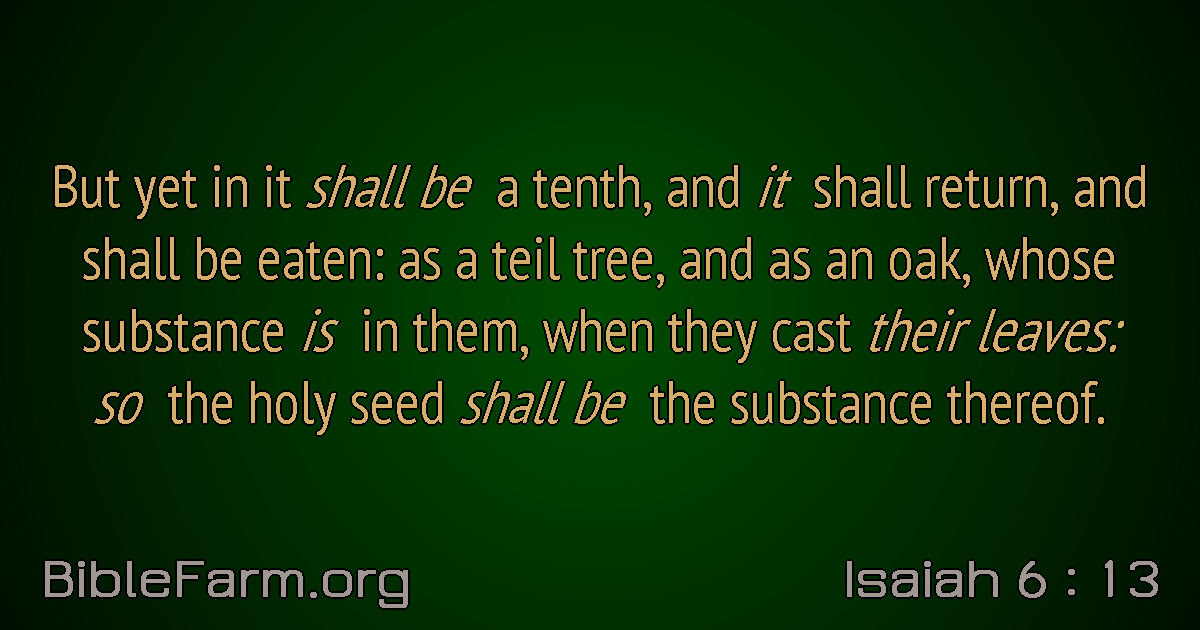 But yet in it shall be a tenth, and it shall return, and
shall be eaten: as a teil tree, and as an oak, whose
substance is in them, when they cast their leaves:
so the holy seed shall be the substance thereof.
BibleFarm.org
Isaiah 6 : 13